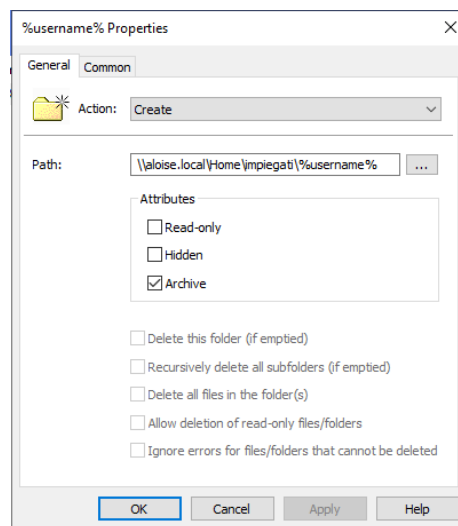 %username% Properties
General Common
Action: Create
Path: \\aloise.local\Home\impiegati\%username% ...
Attributes
Read-only
Hidden
Archive
Delete this folder (if emptied)
Recursively delete all subfolders (if emptied)
Delete all files in the folder(s)
Allow deletion of read-only files/folders
Ignore errors for files/folders that cannot be deleted
OK Cancel Apply Help